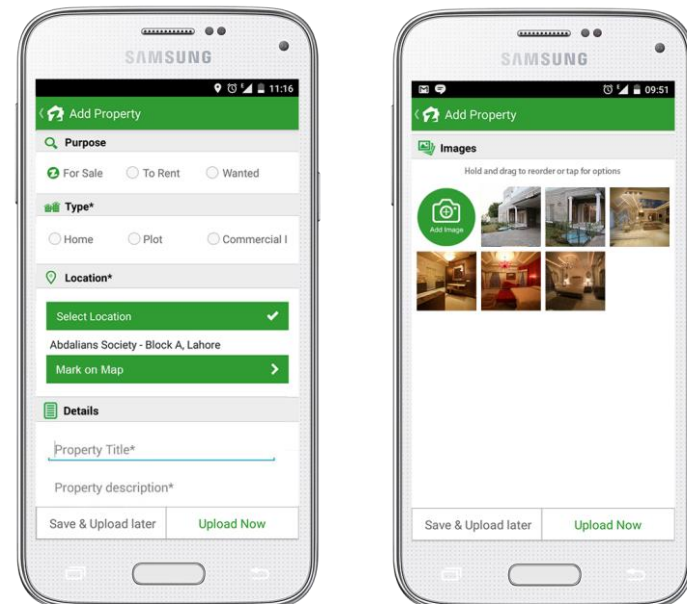 SAMSUNG
11:16
Add Property
Purpose
For Sale To Rent Wanted
Type*
Home Plot Commercial l
Location*
Select Location
Abdalians Society - Block A, Lahore
Mark on Map
Details
Property Title*
Property description*
Save & Upload later Upload Now
SAMSUNG
09:51
Add Property
Images
Hold and drag to reorder or tap for options
Add Image
Save & Upload later Upload Now